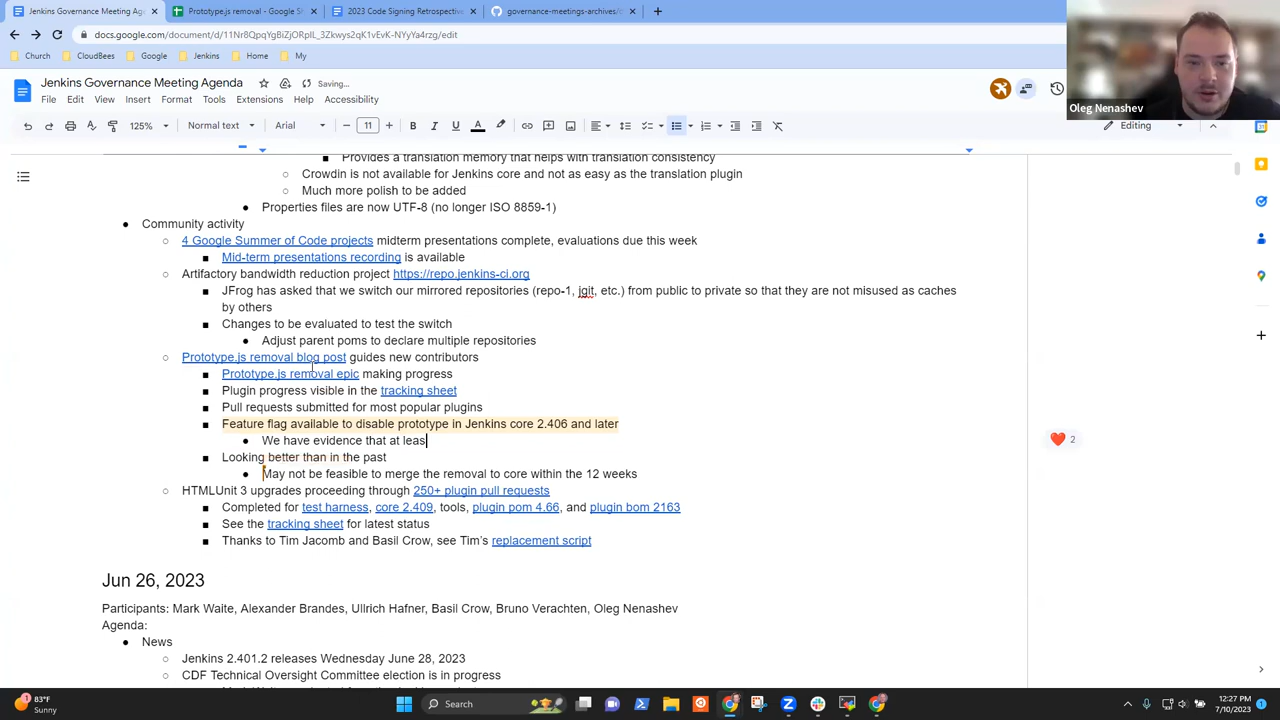 Jenkins Governance Meeting Age
Prototype.js removal - Google Sh
2023 Code Signing Retrospectiv
governance-meetings-archives/
docs.google.com/document/d/11Nr8QpqYgBiZjORpIL_3Zkwys2qK1vEvK-NYyYa4rzg/edit
Church
CloudBees
Google
Jenkins
Home
My
Jenkins Governance Meeting Agenda
Saving...
File Edit View Insert Format Tools Extensions Help Accessibility
125%
Normal text
Arial
11
Editing
Oleg Nenashev
Provides a translation memory that helps with translation consistency
Crowdin is not available for Jenkins core and not as easy as the translation plugin
Much more polish to be added
Properties files are now UTF-8 (no longer ISO 8859-1)
Community activity
4 Google Summer of Code projects midterm presentations complete, evaluations due this week
Mid-term presentations recording is available
Artifactory bandwidth reduction project https://repo.jenkins-ci.org
JFrog has asked that we switch our mirrored repositories (repo-1, jgit, etc.) from public to private so that they are not misused as caches
by others
Changes to be evaluated to test the switch
Adjust parent poms to declare multiple repositories
Prototype.js removal blog post guides new contributors
Prototype.js removal epic making progress
Plugin progress visible in the tracking sheet
Pull requests submitted for most popular plugins
Feature flag available to disable prototype in Jenkins core 2.406 and later
We have evidence that at leas
Looking better than in the past
May not be feasible to merge the removal to core within the 12 weeks
HTMLUnit 3 upgrades proceeding through 250+ plugin pull requests
Completed for test harness, core 2.409, tools, plugin pom 4.66, and plugin bom 2163
See the tracking sheet for latest status
Thanks to Tim Jacomb and Basil Crow, see Tim's replacement script
2
Jun 26, 2023
Participants: Mark Waite, Alexander Brandes, Ullrich Hafner, Basil Crow, Bruno Verachten, Oleg Nenashev
Agenda:
News
Jenkins 2.401.2 releases Wednesday June 28, 2023
CDF Technical Oversight Committee election is in progress
83°F
Sunny
Search
12:27 PM
7/10/2023